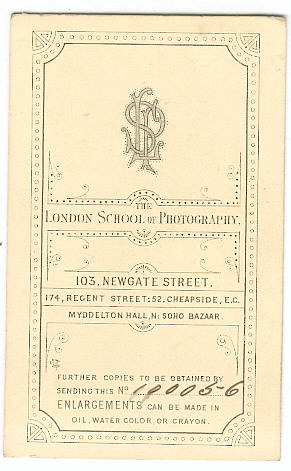 LSP
THE
LONDON SCHOOL OF PHOTOGRAPHY.
103, NEWGATE STREET.
174, REGENT STREET: 52, CHEAPSIDE, E.C.
MYDDELTON HALL, N: SOHO BAZAAR.
FURTHER COPIES TO BE OBTAINED BY
SENDING THIS No 19005-6
ENLARGEMENTS CAN BE MADE IN
OIL, WATER COLOR, OR CRAYON.